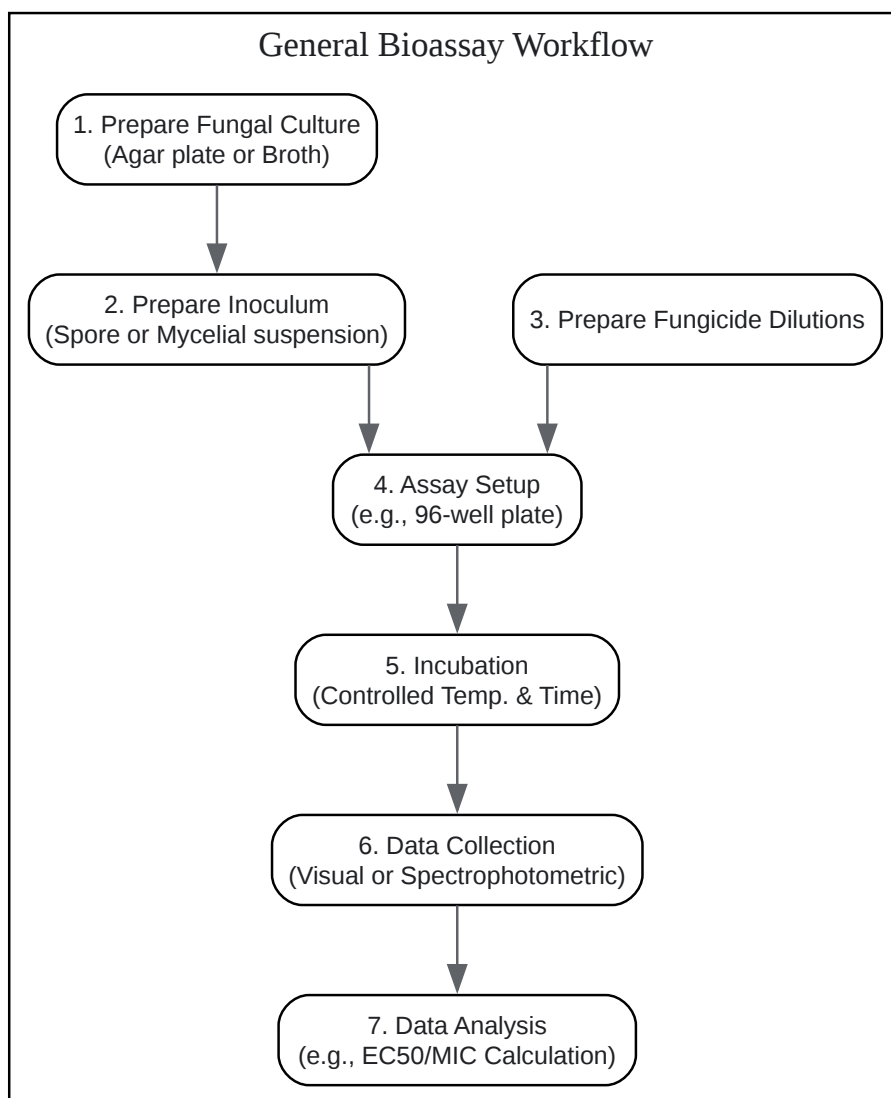 General Bioassay Workflow
1. Prepare Fungal Culture
(Agar plate or Broth)
2. Prepare Inoculum
(Spore or Mycelial suspension)
3. Prepare Fungicide Dilutions
4. Assay Setup
(e.g., 96-well plate)
5. Incubation
(Controlled Temp. & Time)
6. Data Collection
(Visual or Spectrophotometric)
7. Data Analysis
(e.g., EC50/MIC Calculation)